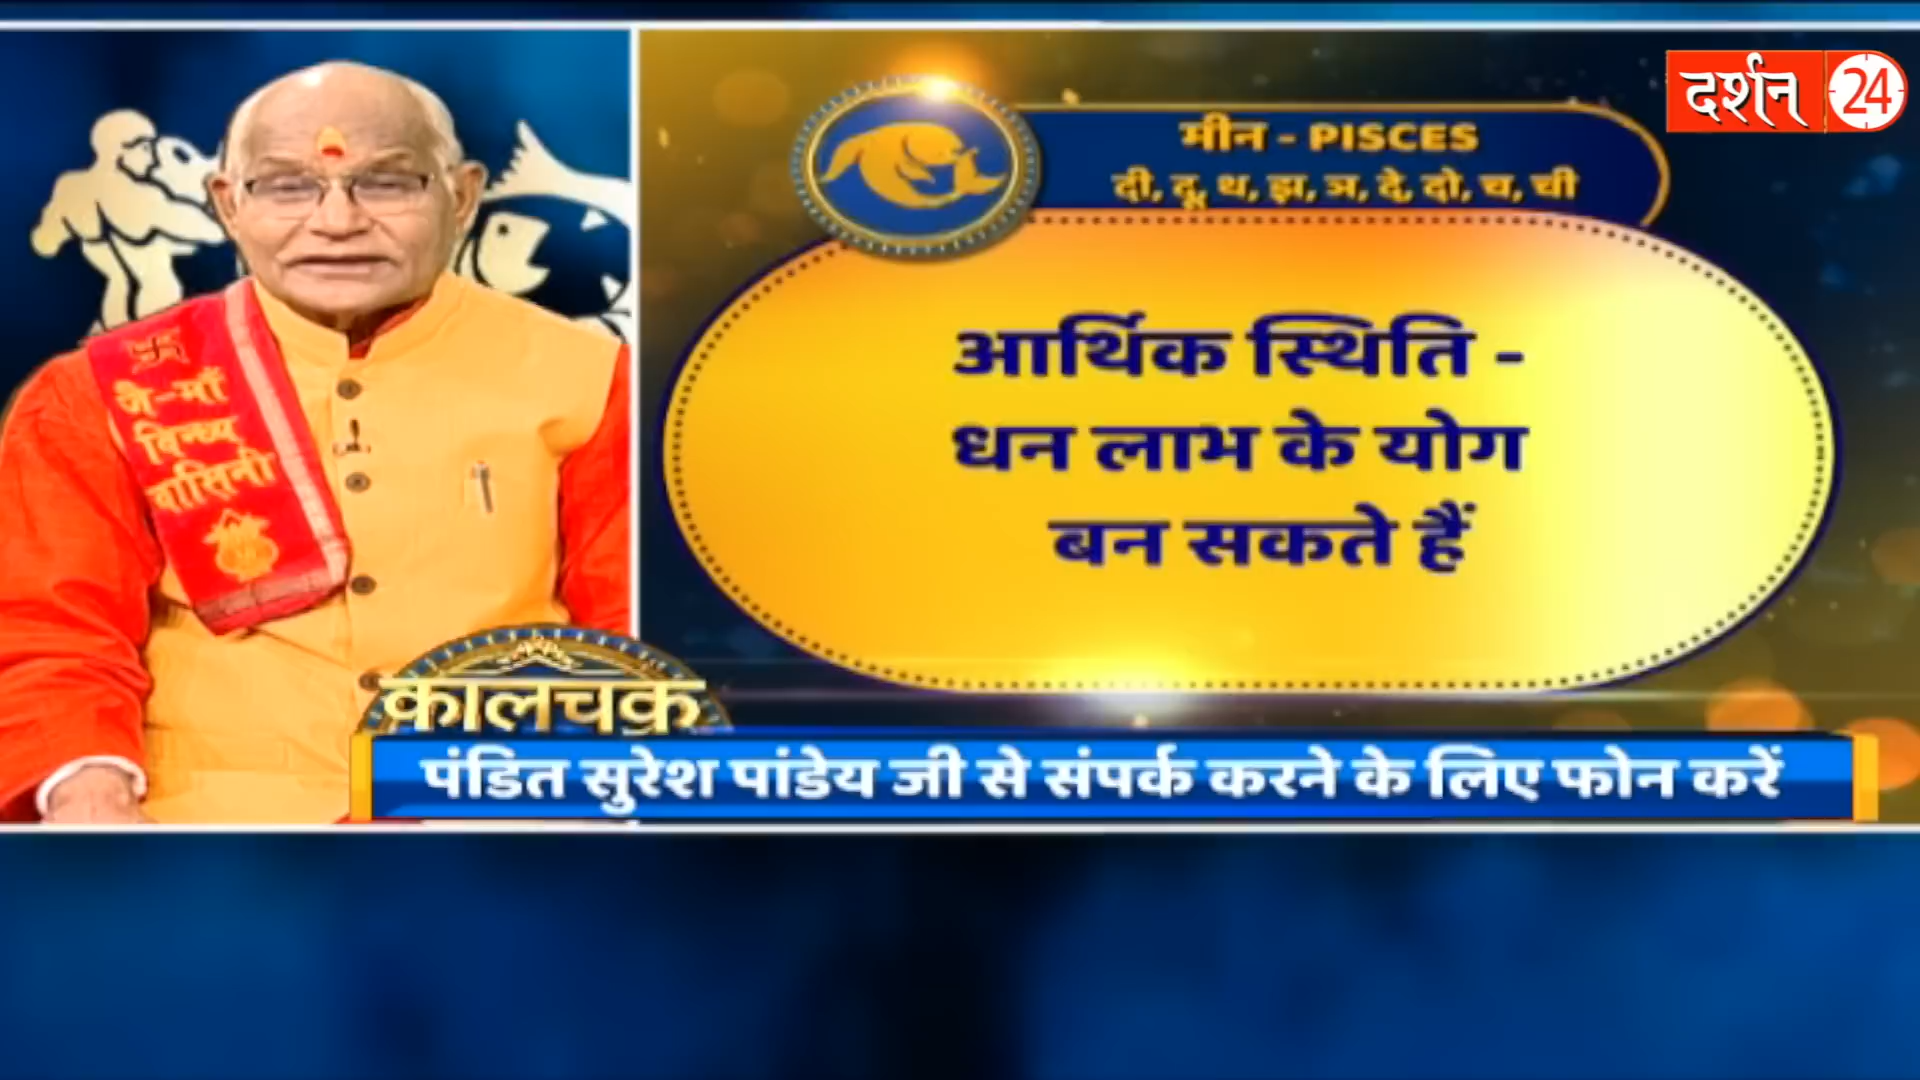 दर्शन 24
मीन - PISCES
दी, दू, थ, झ, ञ, दे, दो, च, ची
आर्थिक स्थिति -
धन लाभ के योग
बन सकते हैं
जै-माँ
विन्ध्य
वासिनी
कालचक्र
पंडित सुरेश पांडेय जी से संपर्क करने के लिए फोन करें